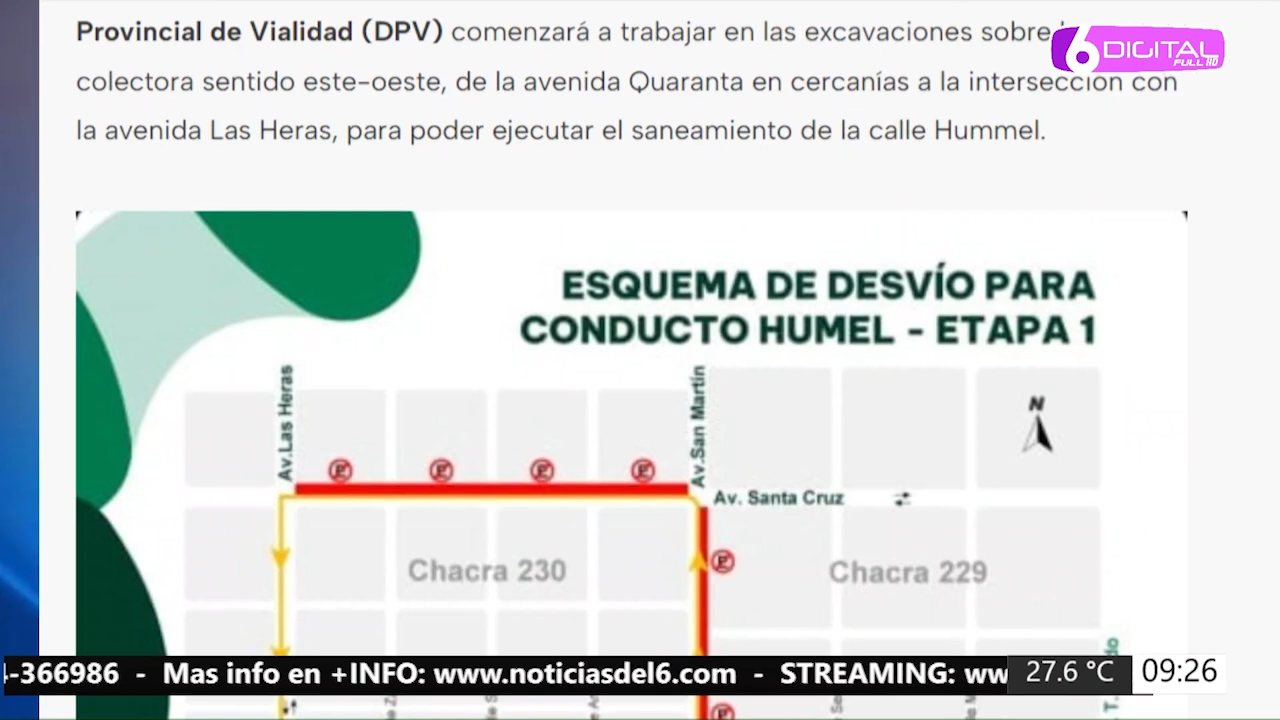 Provincial de Vialidad (DPV) comenzará a trabajar en las excavaciones sobre
6 DIGITAL
FULL HD
colectora sentido este-oeste, de la avenida Quaranta en cercanías a la intersección con
la avenida Las Heras, para poder ejecutar el saneamiento de la calle Hummel.
ESQUEMA DE DESVÍO PARA
CONDUCTO HUMEL - ETAPA 1
Av.Las Heras
Av.San Martín
N
E
E
E
E
Av. Santa Cruz
E
Chacra 230
Chacra 229
-366986 - Mas info en +INFO: www.noticiasdel6.com - STREAMING: ww
27.6 °C
09:26
E